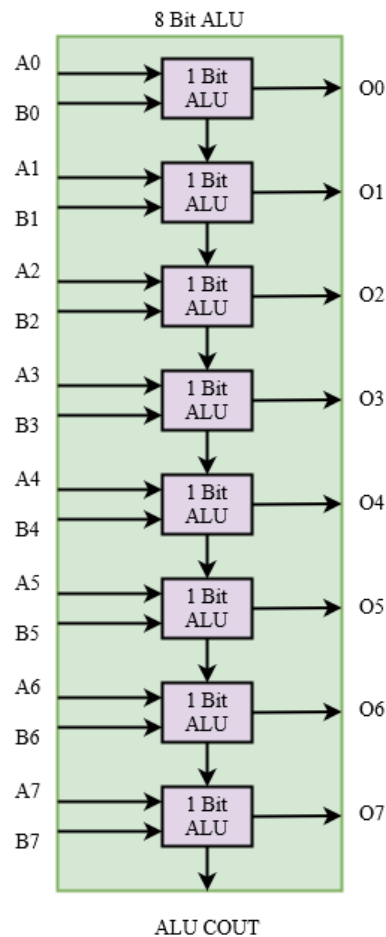 8 Bit ALU
A0
1 Bit
ALU
O0
B0
A1
1 Bit
ALU
O1
B1
A2
1 Bit
ALU
O2
B2
A3
1 Bit
ALU
O3
B3
A4
1 Bit
ALU
O4
B4
A5
1 Bit
ALU
O5
B5
A6
1 Bit
ALU
O6
B6
A7
1 Bit
ALU
O7
B7
ALU COUT